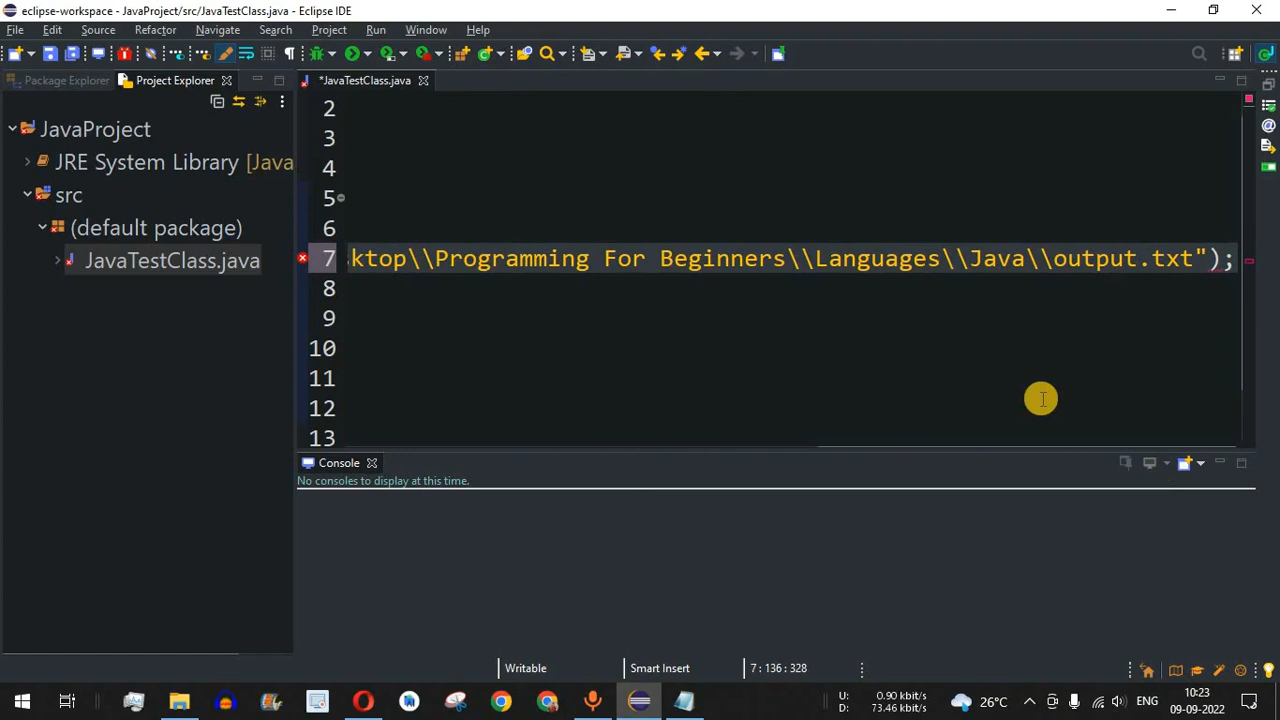 eclipse-workspace - JavaProject/src/JavaTestClass.java - Eclipse IDE
File Edit Source Refactor Navigate Search Project Run Window Help
Package Explorer Project Explorer *JavaTestClass.java
JavaProject
JRE System Library [Java
src
(default package)
JavaTestClass.java
2
3
4
5
6
7 ktop\\Programming For Beginners\\Languages\\Java\\output.txt");
8
9
10
11
12
13
Console
No consoles to display at this time.
Writable Smart Insert 7 : 136 : 328
U: 0.90 kbit/s
D: 73.46 kbit/s
26°C
ENG
10:23
09-09-2022